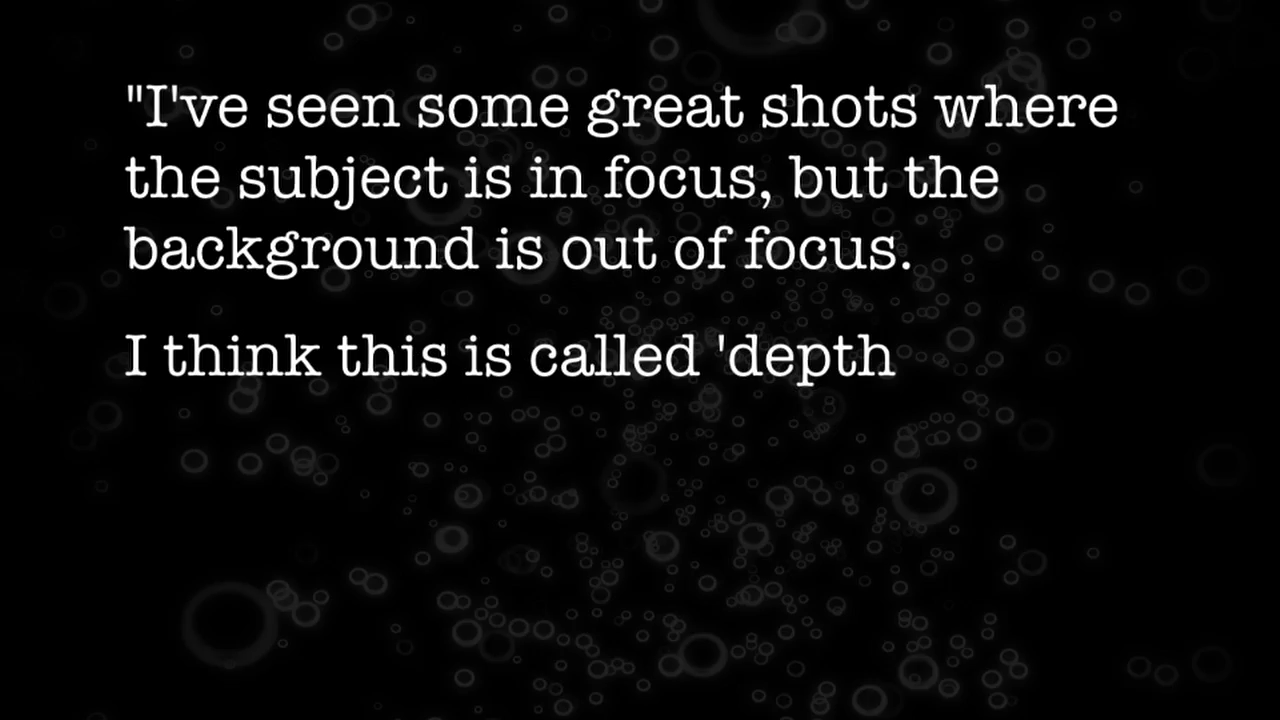 "I've seen some great shots where
the subject is in focus, but the
background is out of focus.
I think this is called 'depth